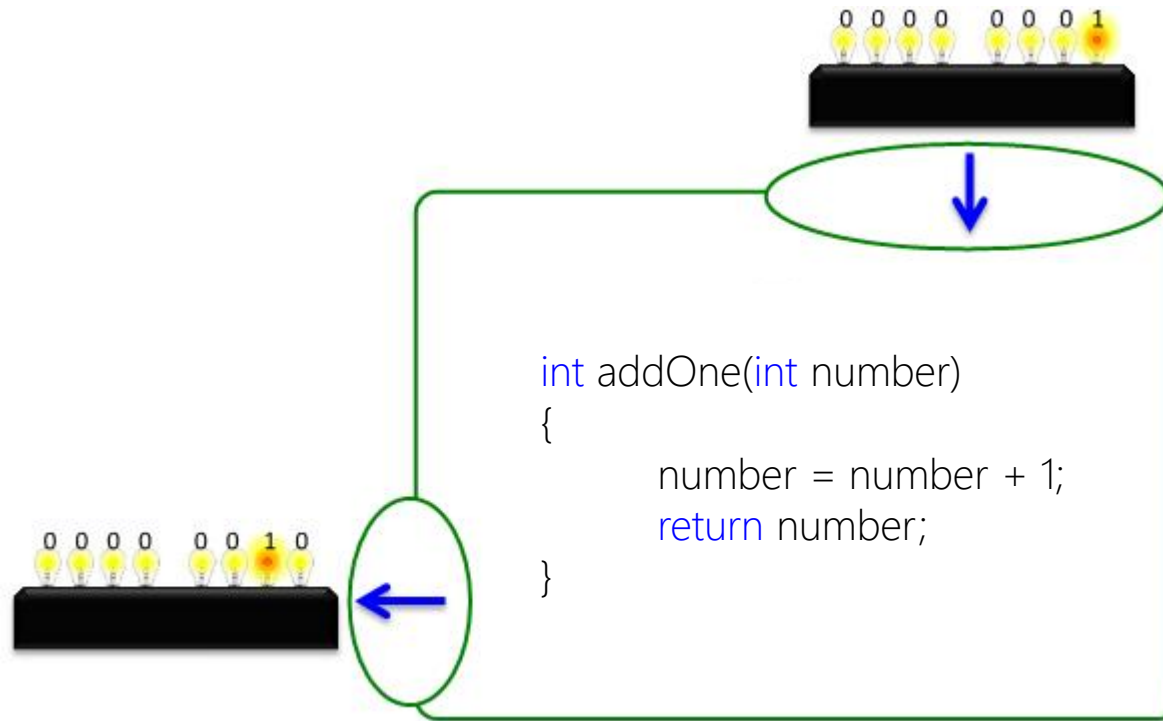 0 0 0 0 0 0 0 1
int addOne(int number)
{
number = number + 1;
return number;
}
0 0 0 0 0 0 1 0